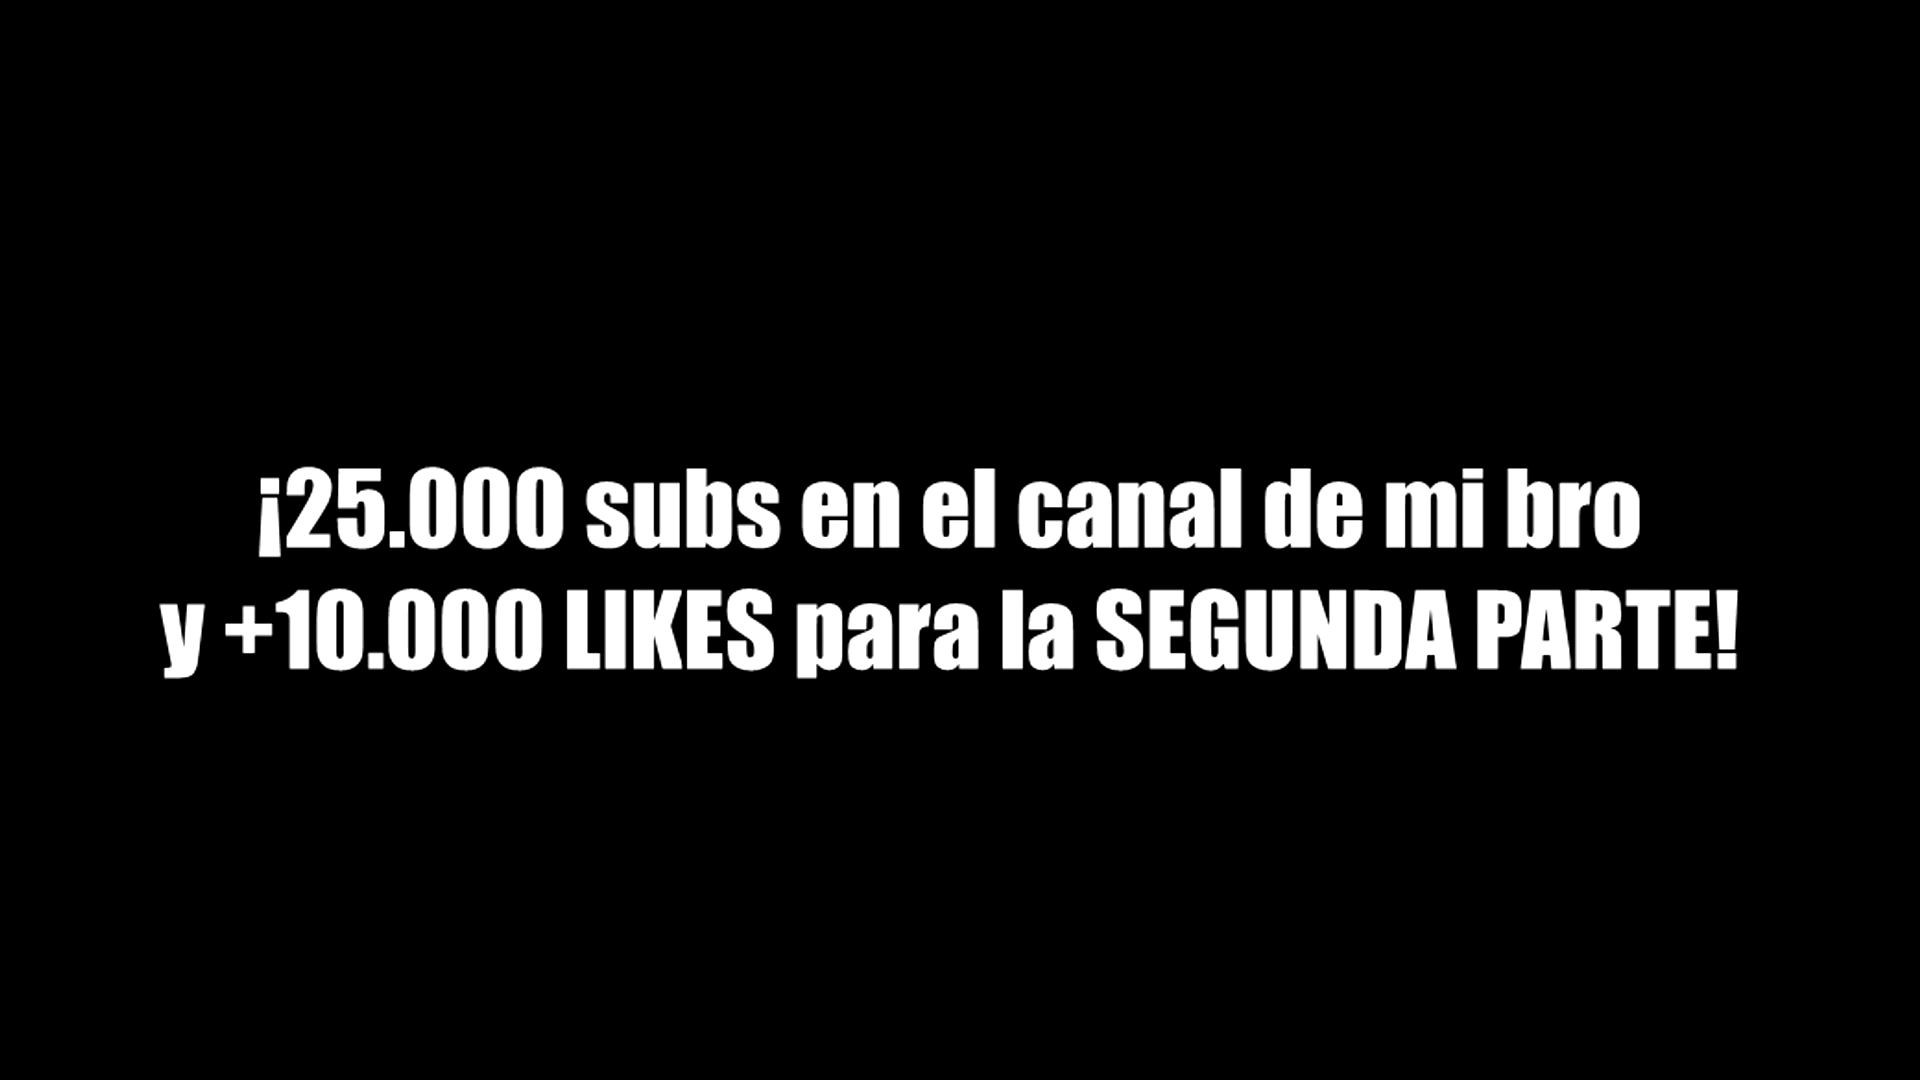 ¡25.000 subs en el canal de mi bro
y +10.000 LIKES para la SEGUNDA PARTE!